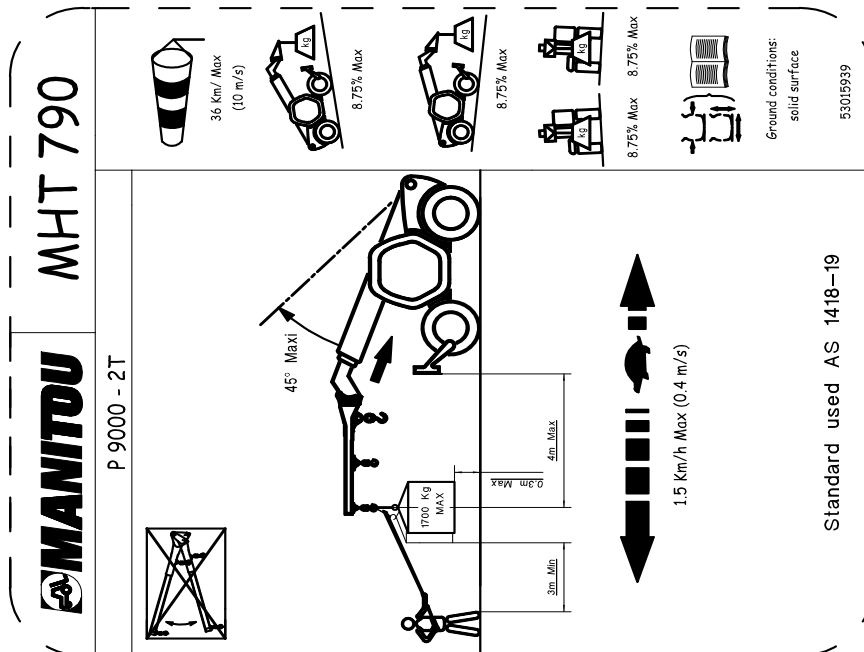 MANITOU
MHT 790
P 9000 - 2T
36 Km/ Max
(10 m/s)
kg
8.75% Max
kg
8.75% Max
kg
8.75% Max
kg
8.75% Max
Ground conditions:
solid surface
53015939
45° Maxi
1700 Kg
MAX
0.3m Max
3m Min
4m Max
1.5 Km/h Max (0.4 m/s)
Standard used AS 1418-19